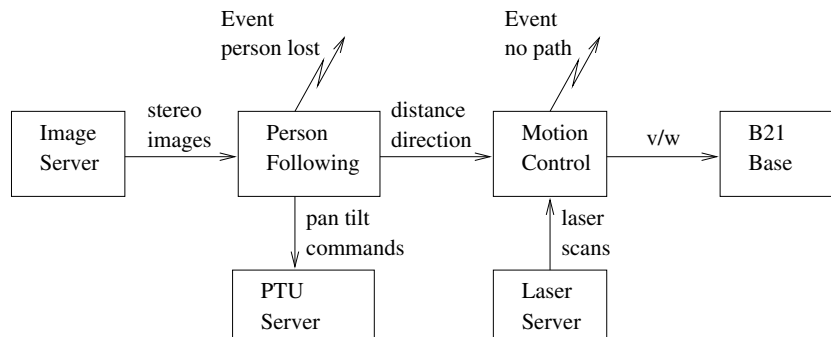 Event
person lost
Event
no path
Image
Server
stereo
images
Person
Following
distance
direction
Motion
Control
v/w
B21
Base
pan tilt
commands
laser
scans
PTU
Server
Laser
Server